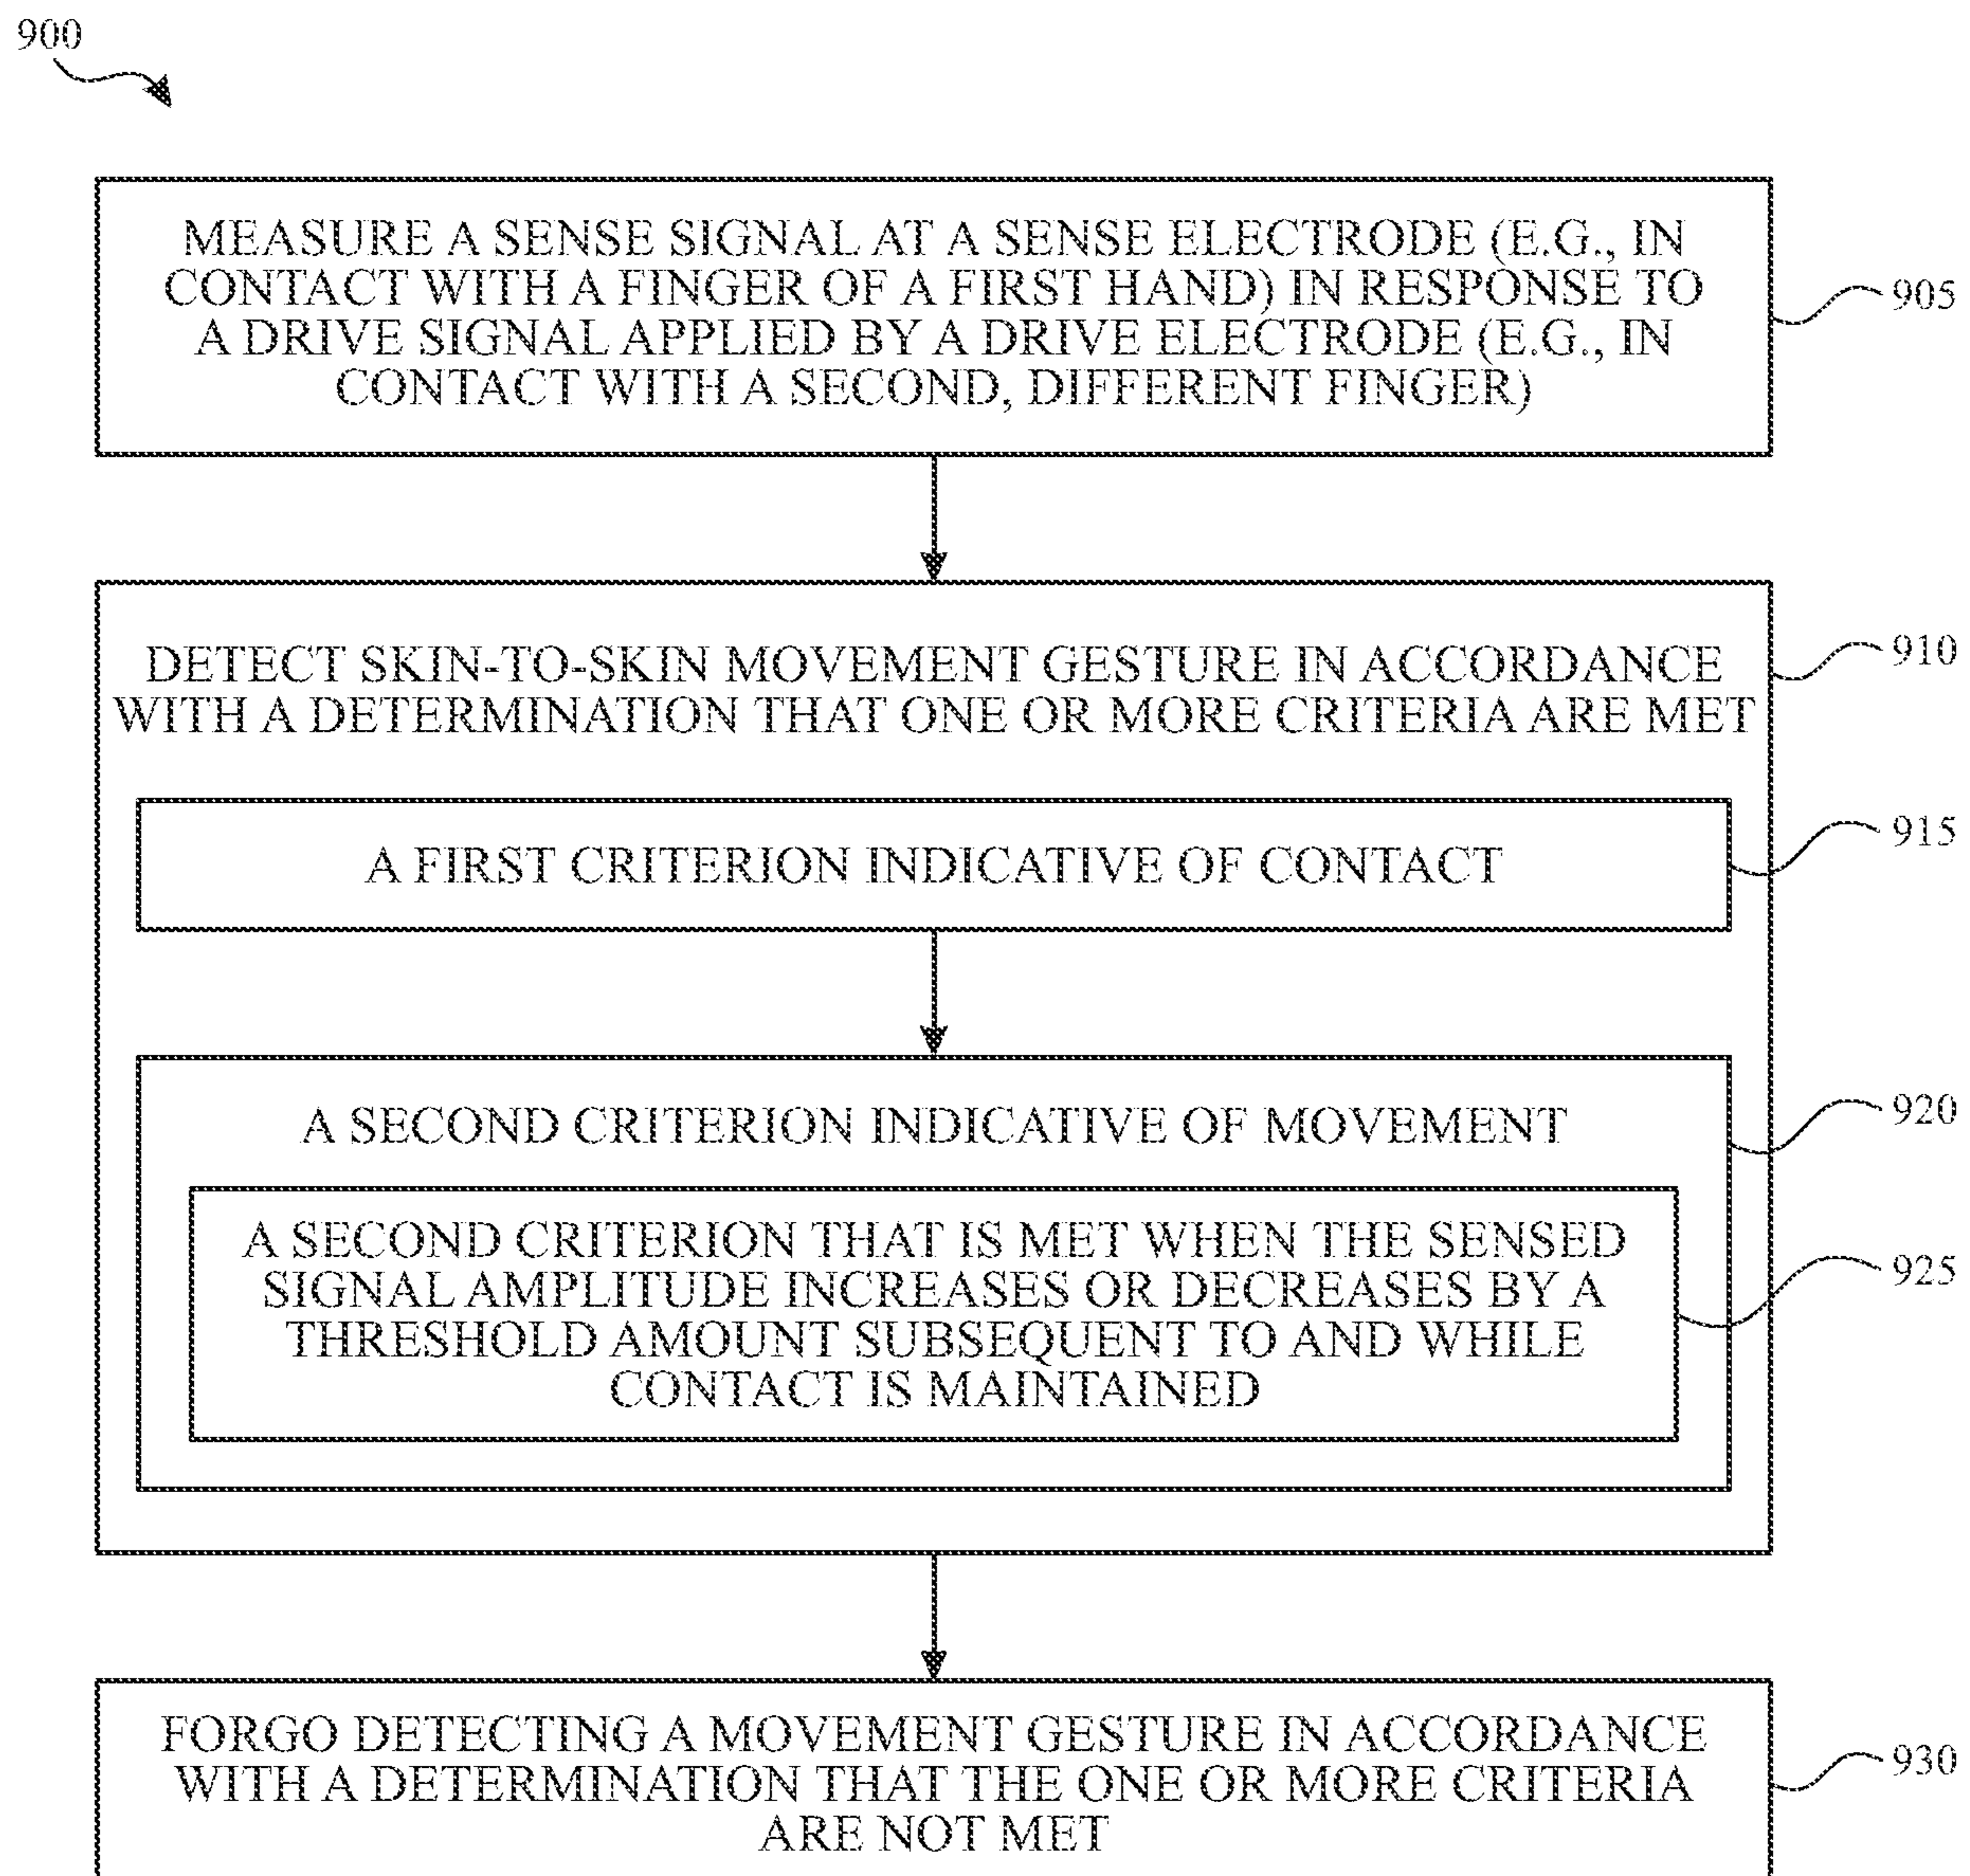 900
MEASURE A SENSE SIGNAL AT A SENSE ELECTRODE (E.G., IN
CONTACT WITH A FINGER OF A FIRST HAND) IN RESPONSE TO
A DRIVE SIGNAL APPLIED BY A DRIVE ELECTRODE (E.G., IN
CONTACT WITH A SECOND, DIFFERENT FINGER)
905
DETECT SKIN-TO-SKIN MOVEMENT GESTURE IN ACCORDANCE
WITH A DETERMINATION THAT ONE OR MORE CRITERIA ARE MET
910
A FIRST CRITERION INDICATIVE OF CONTACT
915
A SECOND CRITERION INDICATIVE OF MOVEMENT
920
A SECOND CRITERION THAT IS MET WHEN THE SENSED
SIGNAL AMPLITUDE INCREASES OR DECREASES BY A
THRESHOLD AMOUNT SUBSEQUENT TO AND WHILE
CONTACT IS MAINTAINED
925
FORGO DETECTING A MOVEMENT GESTURE IN ACCORDANCE
WITH A DETERMINATION THAT THE ONE OR MORE CRITERIA
ARE NOT MET
930